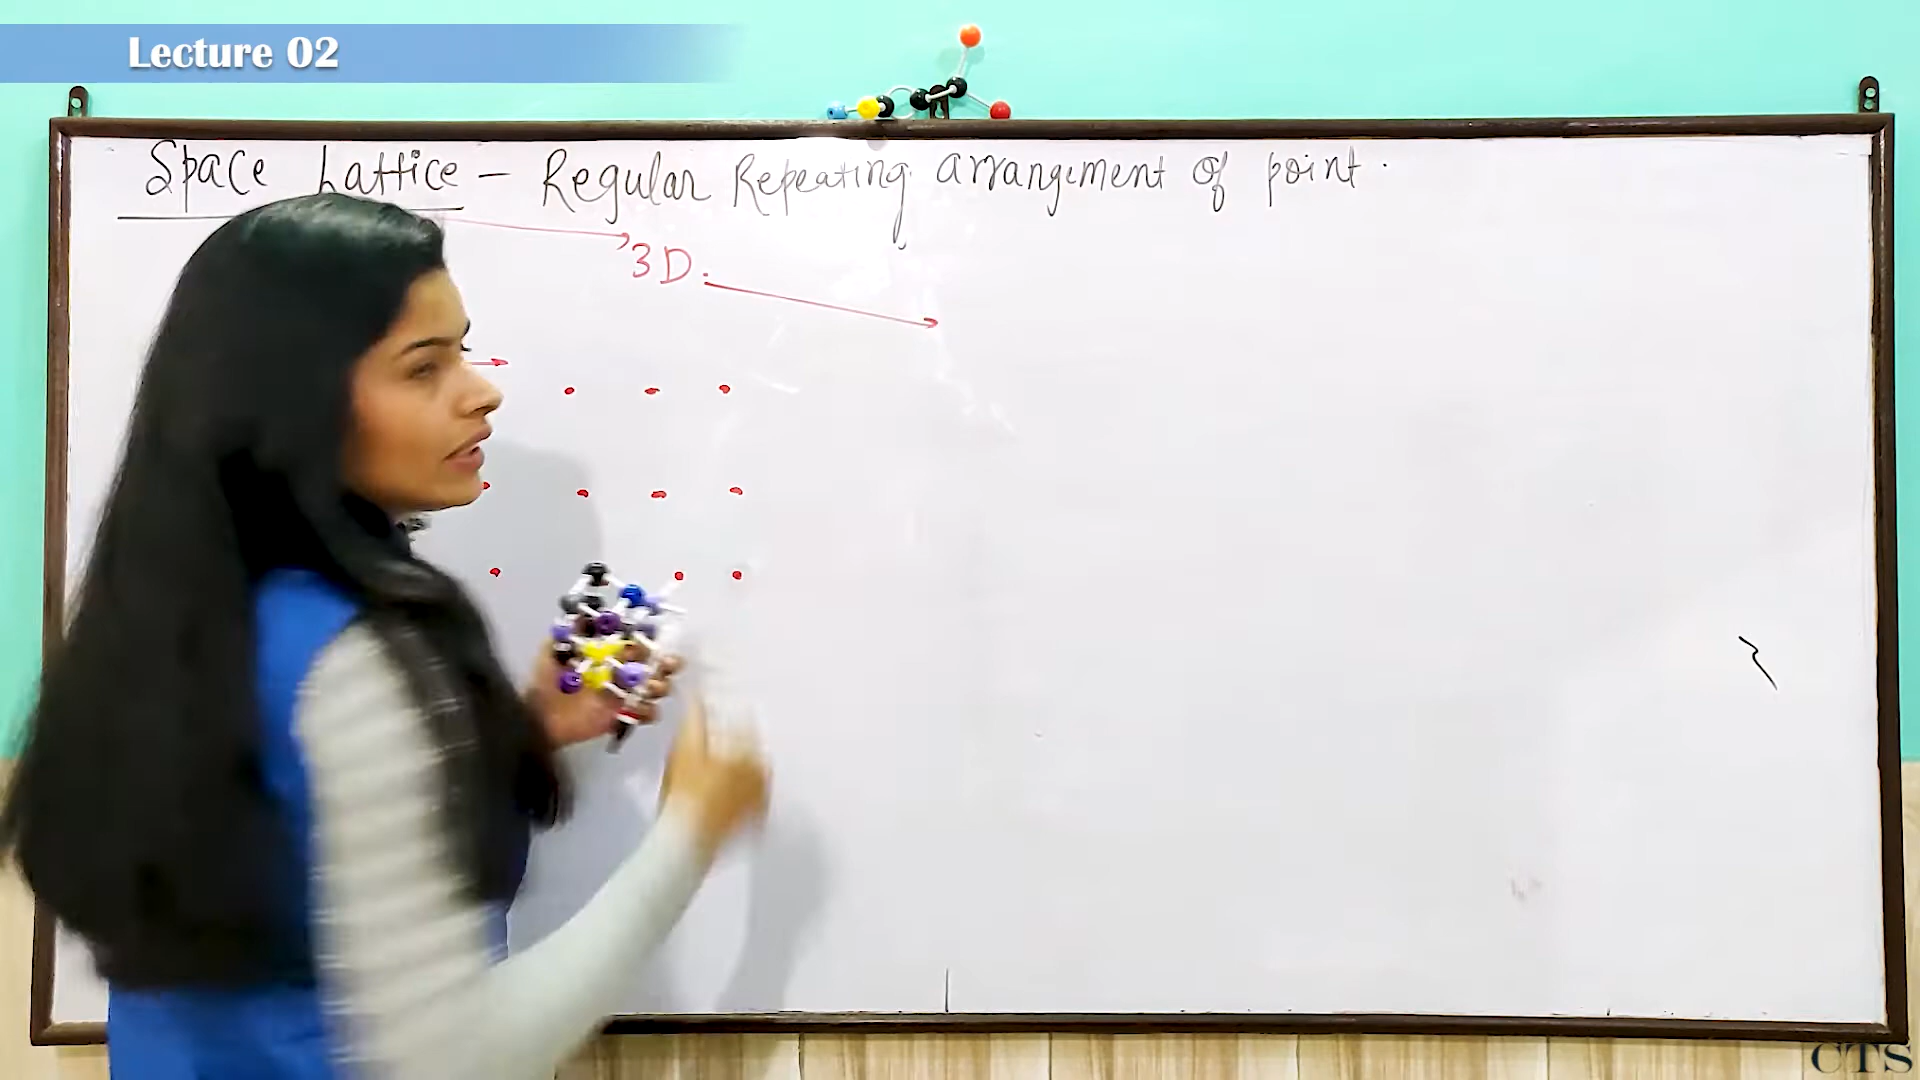 Lecture 02
Space Lattice – Regular Repeating arrangement of point.
3D.
CTS